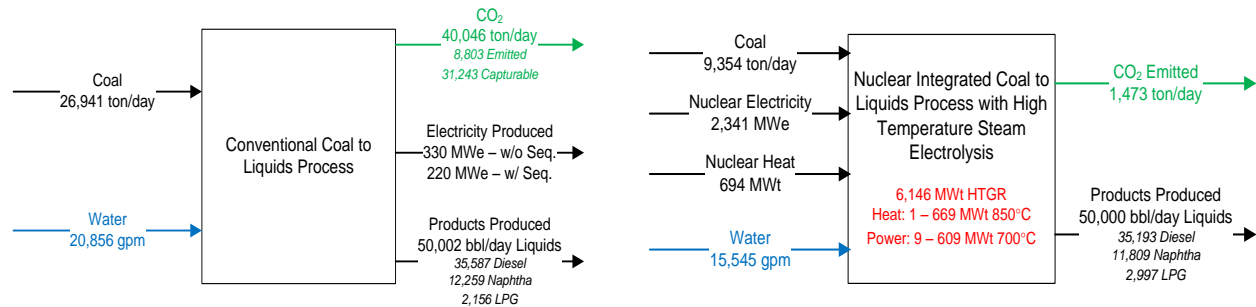 Coal
26,941 ton/day
Water
20,856 gpm
Conventional Coal to
Liquids Process
CO₂
40,046 ton/day
8,803 Emitted
31,243 Capturable
Electricity Produced
330 MWe – w/o Seq.
220 MWe – w/ Seq.
Products Produced
50,002 bbl/day Liquids
35,587 Diesel
12,259 Naphtha
2,156 LPG
Coal
9,354 ton/day
Nuclear Electricity
2,341 MWe
Nuclear Heat
694 MWt
Water
15,545 gpm
Nuclear Integrated Coal to
Liquids Process with High
Temperature Steam
Electrolysis
6,146 MWt HTGR
Heat: 1 – 669 MWt 850°C
Power: 9 – 609 MWt 700°C
CO₂ Emitted
1,473 ton/day
Products Produced
50,000 bbl/day Liquids
35,193 Diesel
11,809 Naphtha
2,997 LPG